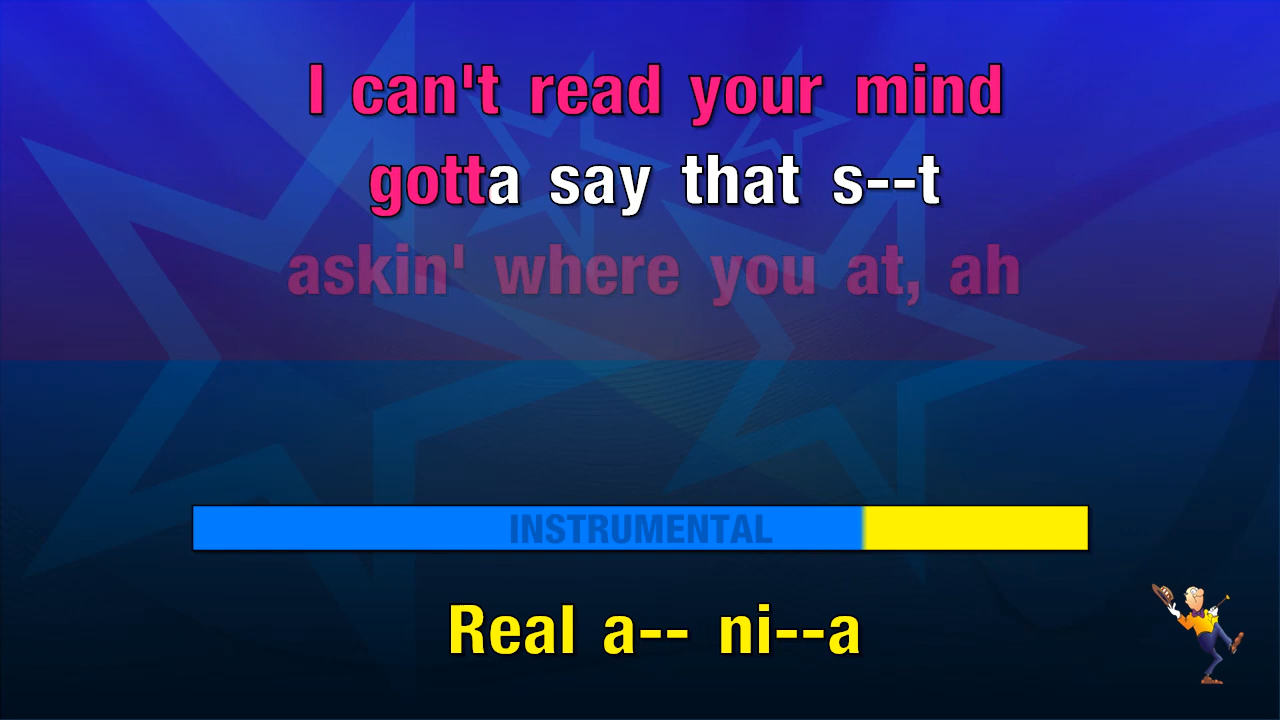 I can't read your mind
gotta say that s--t
askin' where you at, ah
INSTRUMENTAL
Real a-- ni--a